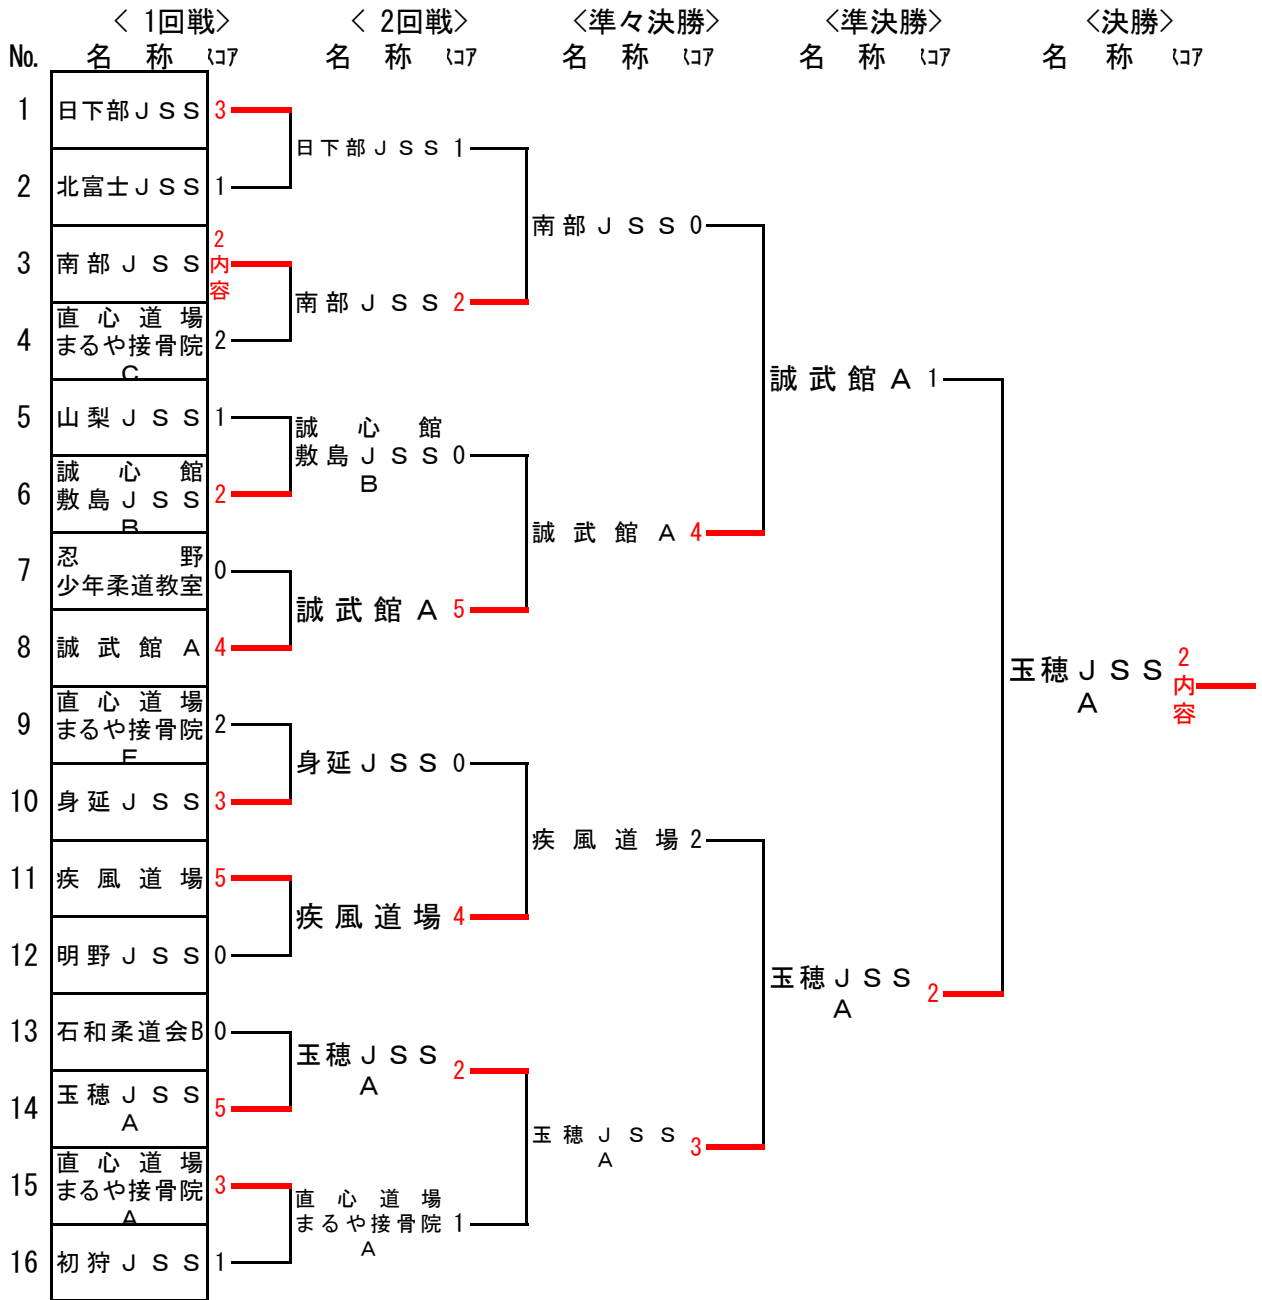 ＜ 1回戦＞ ＜ 2回戦＞ ＜準々決勝＞ ＜準決勝＞ ＜決勝＞
No. 名 称 ｽｺｱ 名 称 ｽｺｱ 名 称 ｽｺｱ 名 称 ｽｺｱ 名 称 ｽｺｱ
1 日下部ＪＳＳ 3
日下部ＪＳＳ 1
2 北富士ＪＳＳ 1
南部ＪＳＳ 0
3 南部ＪＳＳ 2内容
南部ＪＳＳ 2
4 直心道場
まるや接骨院 2
C
誠武館Ａ 1
5 山梨ＪＳＳ 1
誠心館
敷島ＪＳＳ 0
B
6 誠心館
敷島ＪＳＳ 2
B
誠武館Ａ 4
7 忍野
少年柔道教室 0
誠武館Ａ 5
8 誠武館Ａ 4
玉穂ＪＳＳ 2内容
A
9 直心道場
まるや接骨院 2
身延ＪＳＳ 0
10 身延ＪＳＳ 3
疾風道場 2
11 疾風道場 5
疾風道場 4
12 明野ＪＳＳ 0
玉穂ＪＳＳ 2
A
13 石和柔道会B 0
玉穂ＪＳＳ 2
A
14 玉穂ＪＳＳ 5
A
玉穂ＪＳＳ 3
A
15 直心道場
まるや接骨院 3
A
直心道場
まるや接骨院 1
A
16 初狩ＪＳＳ 1